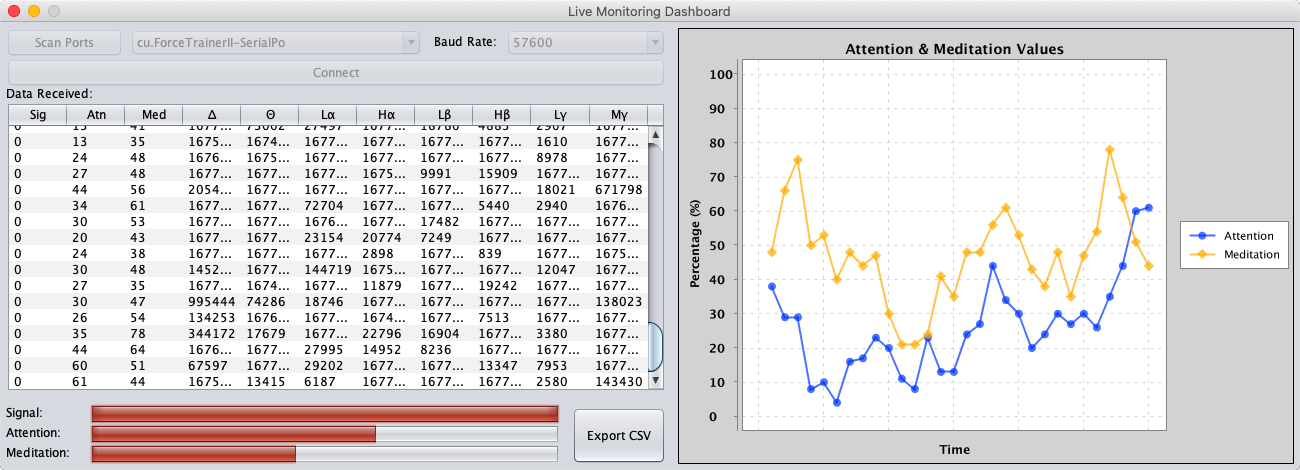 Live Monitoring Dashboard
Scan Ports cu.ForceTrainerII-SerialPo Baud Rate: 57600
Connect
Data Received:
Sig Atn Med Δ Θ Lα Hα Lβ Hβ Lγ Mγ
0 13 41 1677... 73002 27497 1677... 18780 4883 2907 1677...
0 13 35 1675... 1674... 1677... 1677... 1677... 1677... 1610 1677...
0 24 48 1676... 1675... 1677... 1677... 1677... 1677... 8978 1677...
0 27 48 1677... 1677... 1677... 1675... 9991 15909 1677... 1677...
0 44 56 2054... 1677... 1677... 1677... 1677... 1677... 18021 671798
0 34 61 1677... 1677... 72704 1677... 1677... 5440 2940 1676...
0 30 53 1677... 1677... 1676... 1677... 17482 1677... 1677... 1677...
0 20 43 1677... 1677... 23154 20774 7249 1677... 1677... 1677...
0 24 38 1677... 1677... 1677... 2898 1677... 839 1677... 1675...
0 30 48 1452... 1677... 144719 1675... 1677... 1677... 12047 1677...
0 27 35 1677... 1674... 1677... 11879 1677... 19242 1677... 1677...
0 30 47 995444 74286 18746 1677... 1677... 1677... 1677... 138023
0 26 54 134253 1676... 1677... 1674... 1677... 7513 1677... 1677...
0 35 78 344172 17679 1677... 22796 16904 1677... 3380 1677...
0 44 64 1676... 1677... 27995 14952 8236 1677... 1677... 1677...
0 60 51 67597 1677... 29202 1677... 1677... 13347 7953 1677...
0 61 44 1675... 13415 6187 1677... 1677... 1677... 2580 143430
Signal:
Attention:
Meditation:
Export CSV
Attention & Meditation Values
Percentage (%)
100
90
80
70
60
50
40
30
20
10
0
Time
Attention
Meditation